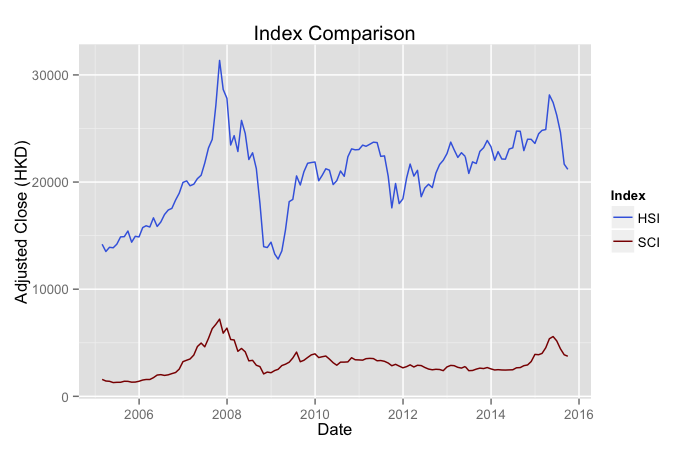 Index Comparison
Adjusted Close (HKD)
30000
20000
10000
0
2006 2008 2010 2012 2014 2016
Date
Index
HSI
SCI